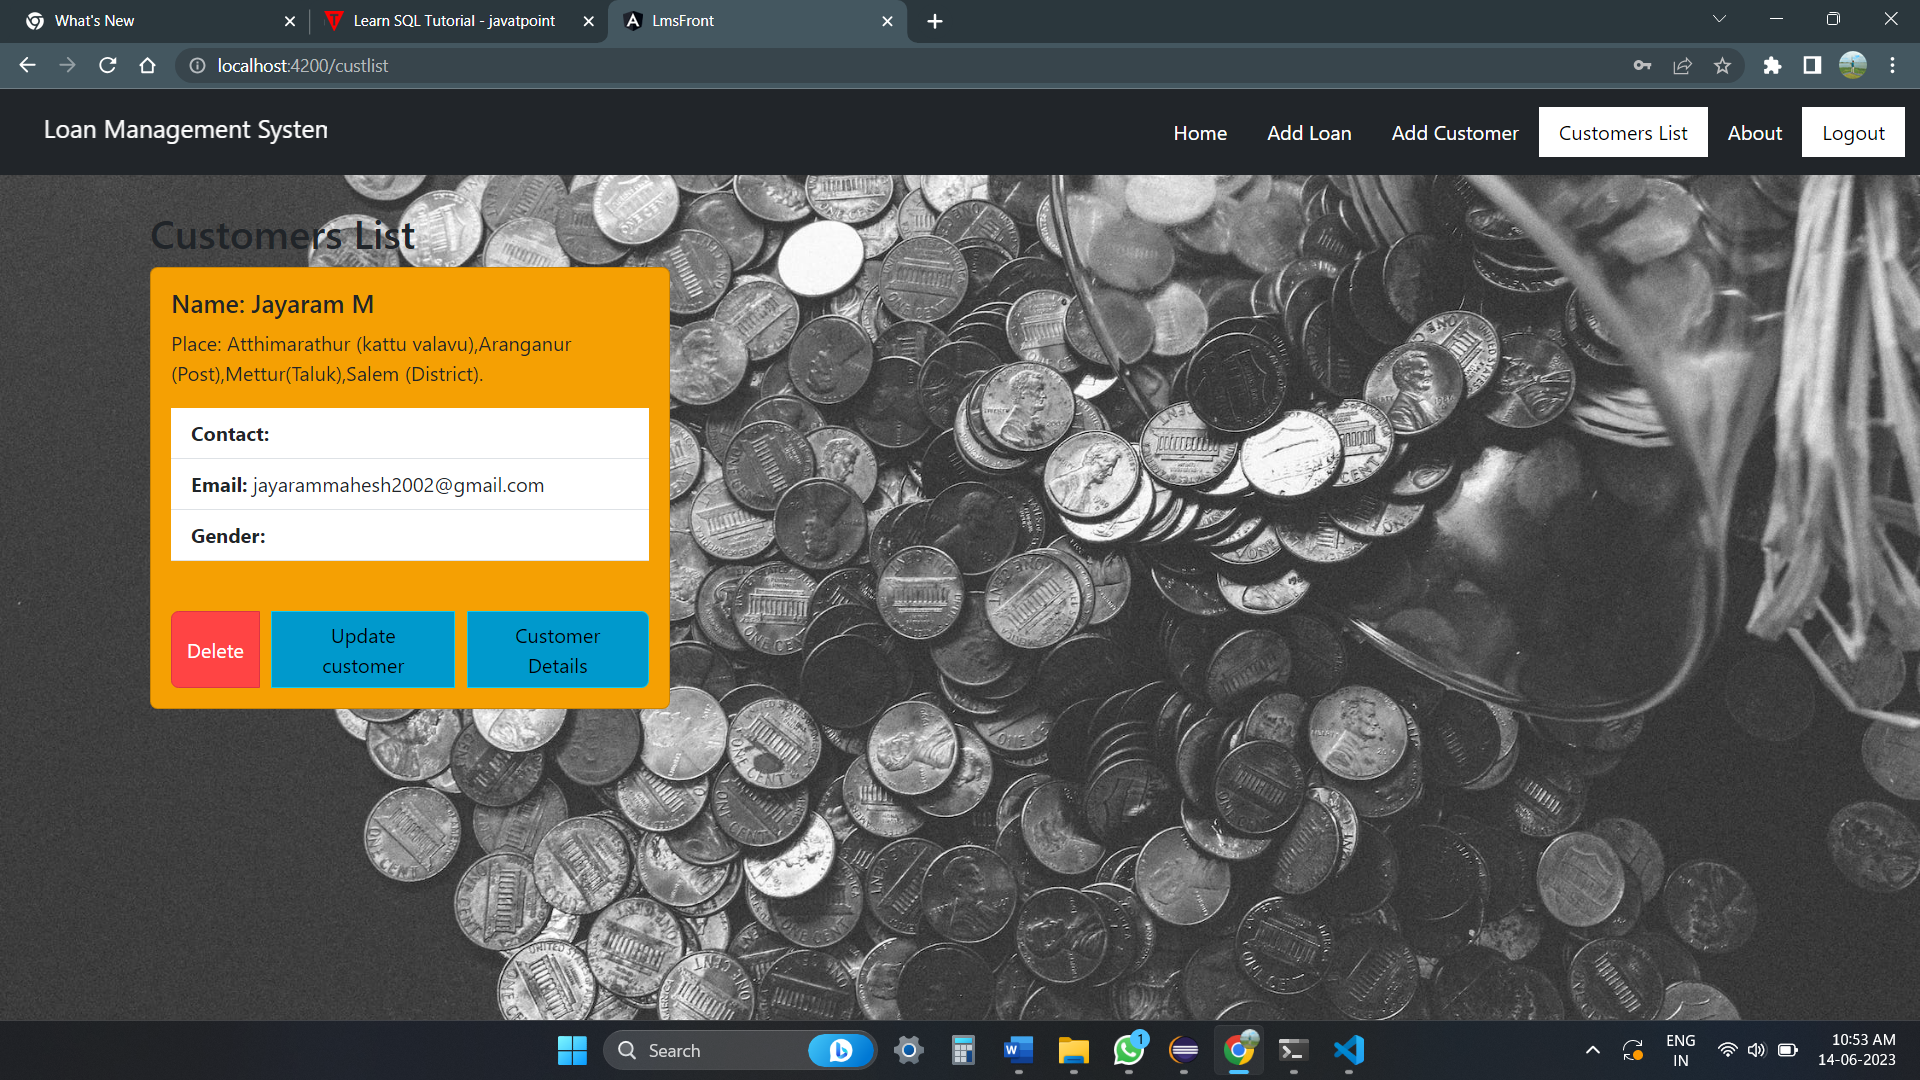 What's New
Learn SQL Tutorial - javatpoint
LmsFront
localhost:4200/custlist
Loan Management Systen
Home
Add Loan
Add Customer
Customers List
About
Logout
Customers List
Name: Jayaram M
Place: Atthimarathur (kattu valavu),Aranganur
(Post),Mettur(Taluk),Salem (District).
Contact:
Email: jayarammahesh2002@gmail.com
Gender:
Delete
Update
customer
Customer
Details
Search
1
ENG
IN
10:53 AM
14-06-2023